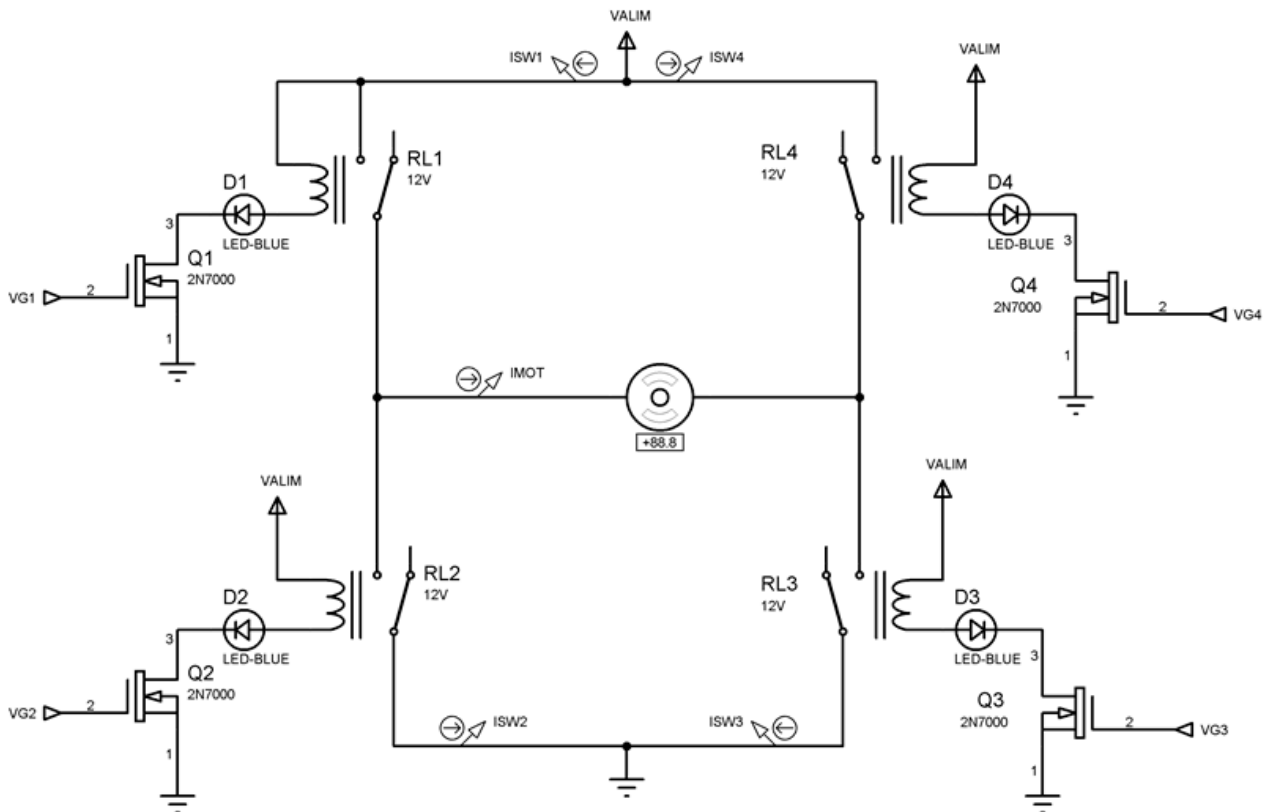 VALIM
ISW1
ISW4
VALIM
RL1
12V
RL4
12V
D1
LED-BLUE
D4
LED-BLUE
3
3
Q1
2N7000
Q4
2N7000
VG1
2
2
VG4
1
1
IMOT
+88.8
VALIM
VALIM
RL2
12V
RL3
12V
D2
LED-BLUE
D3
LED-BLUE
3
3
Q2
2N7000
Q3
2N7000
VG2
2
2
VG3
ISW2
ISW3
1
1